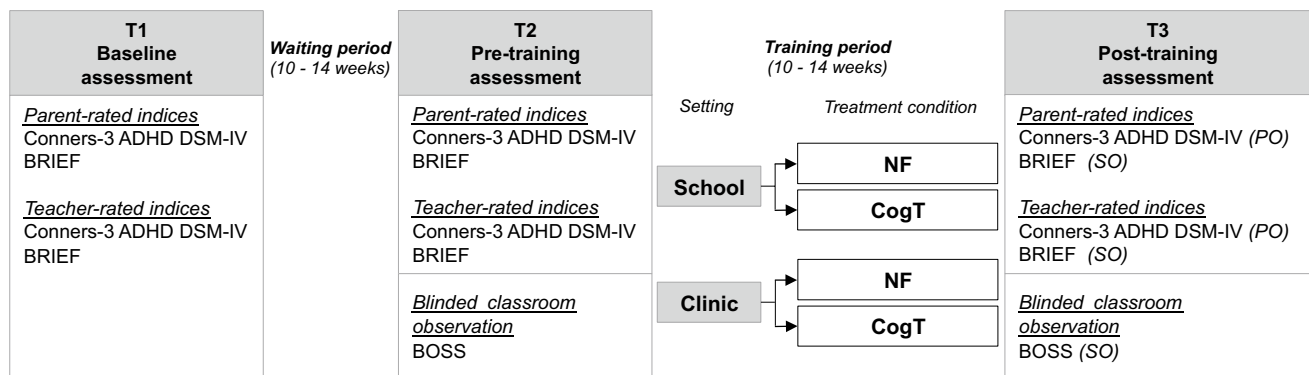 T1
Baseline
assessment
Waiting period
(10 - 14 weeks)
T2
Pre-training
assessment
Training period
(10 - 14 weeks)
T3
Post-training
assessment
Parent-rated indices
Conners-3 ADHD DSM-IV
BRIEF
Teacher-rated indices
Conners-3 ADHD DSM-IV
BRIEF
Parent-rated indices
Conners-3 ADHD DSM-IV
BRIEF
Teacher-rated indices
Conners-3 ADHD DSM-IV
BRIEF
Blinded classroom
observation
BOSS
Setting
Treatment condition
School
NF
CogT
Clinic
NF
CogT
Parent-rated indices
Conners-3 ADHD DSM-IV (PO)
BRIEF (SO)
Teacher-rated indices
Conners-3 ADHD DSM-IV (PO)
BRIEF (SO)
Blinded classroom
observation
BOSS (SO)